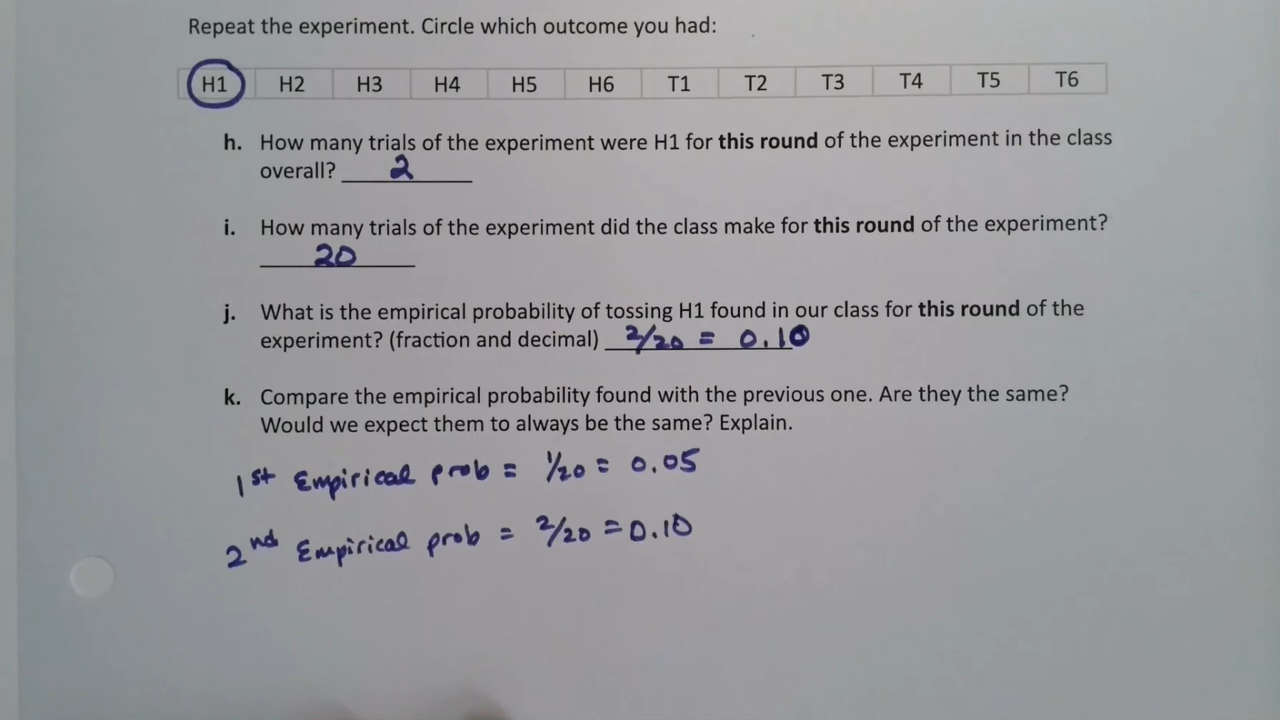 Repeat the experiment. Circle which outcome you had:
H1 H2 H3 H4 H5 H6 T1 T2 T3 T4 T5 T6
h. How many trials of the experiment were H1 for this round of the experiment in the class
overall? 2
i. How many trials of the experiment did the class make for this round of the experiment?
20
j. What is the empirical probability of tossing H1 found in our class for this round of the
experiment? (fraction and decimal) 2/20 = 0.10
k. Compare the empirical probability found with the previous one. Are they the same?
Would we expect them to always be the same? Explain.
1st Empirical prob = 1/20 = 0.05
2nd Empirical prob = 2/20 = 0.10